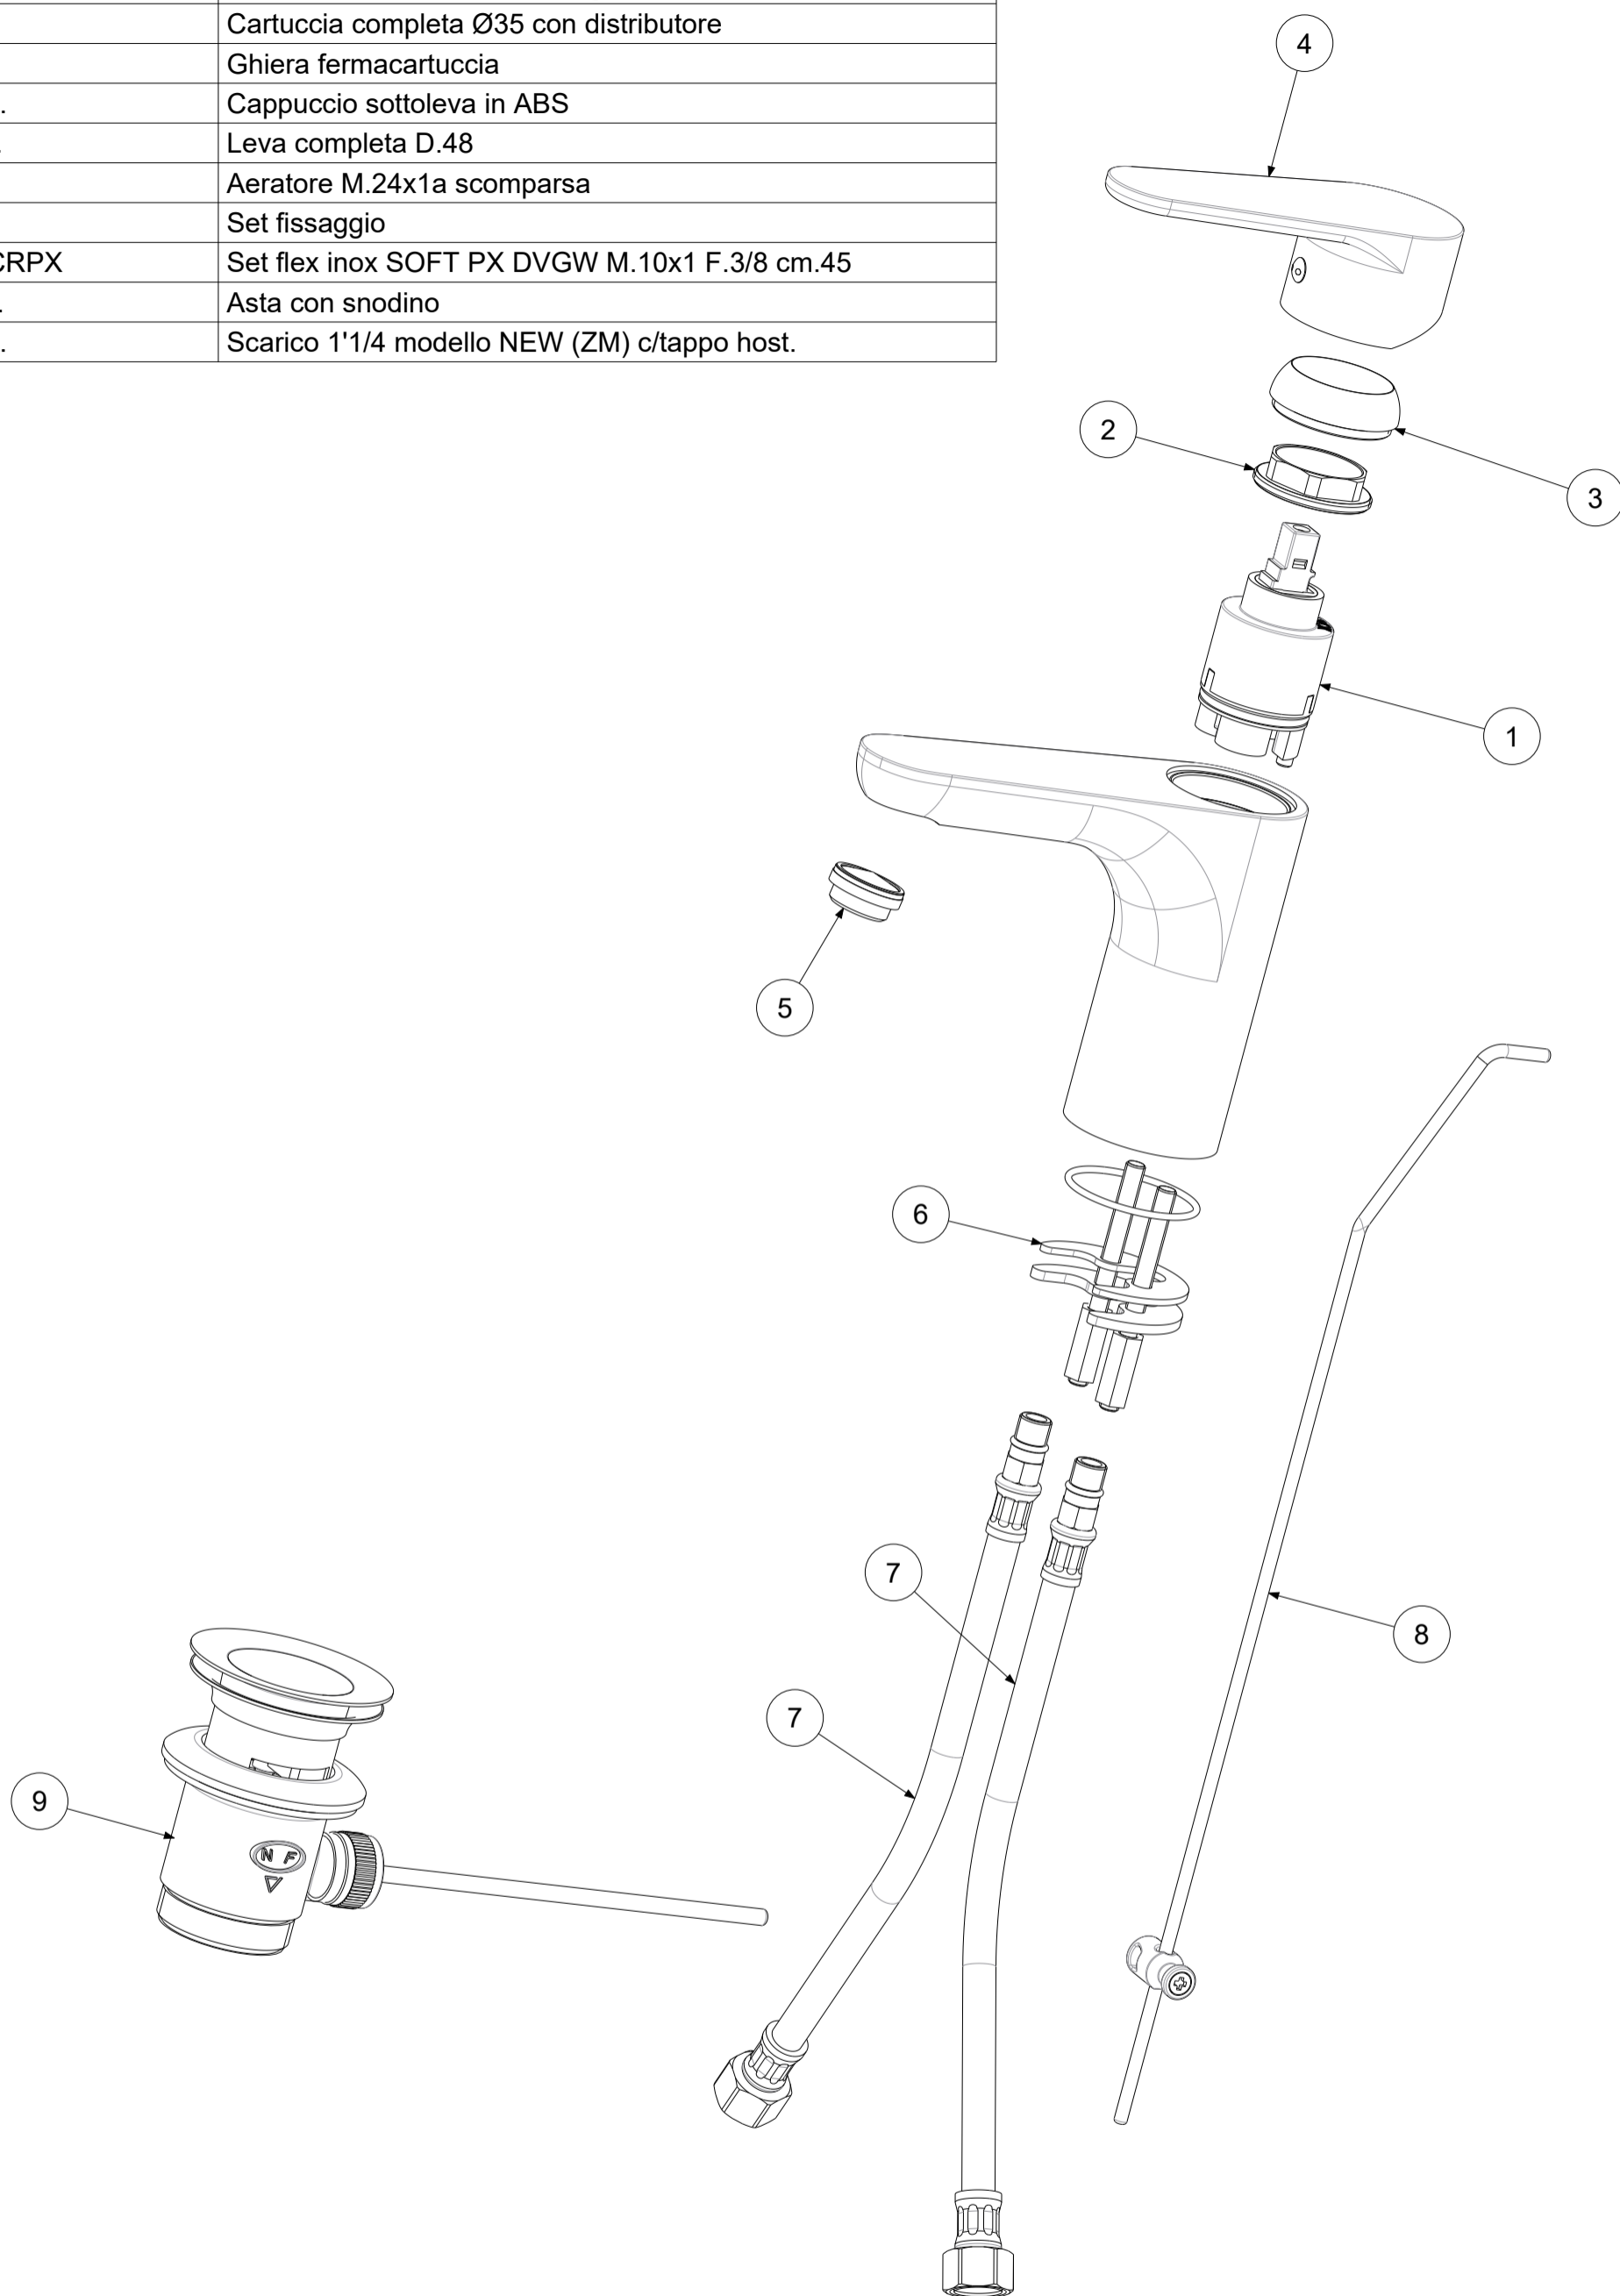 Cartuccia completa Ø35 con distributore
Ghiera fermacartuccia
. Cappuccio sottoleva in ABS
. Leva completa D.48
Aeratore M.24x1a scomparsa
Set fissaggio
CRPX Set flex inox SOFT PX DVGW M.10x1 F.3/8 cm.45
. Asta con snodino
. Scarico 1'1/4 modello NEW (ZM) c/tappo host.
4
2
3
1
5
6
7
8
7
9
N F